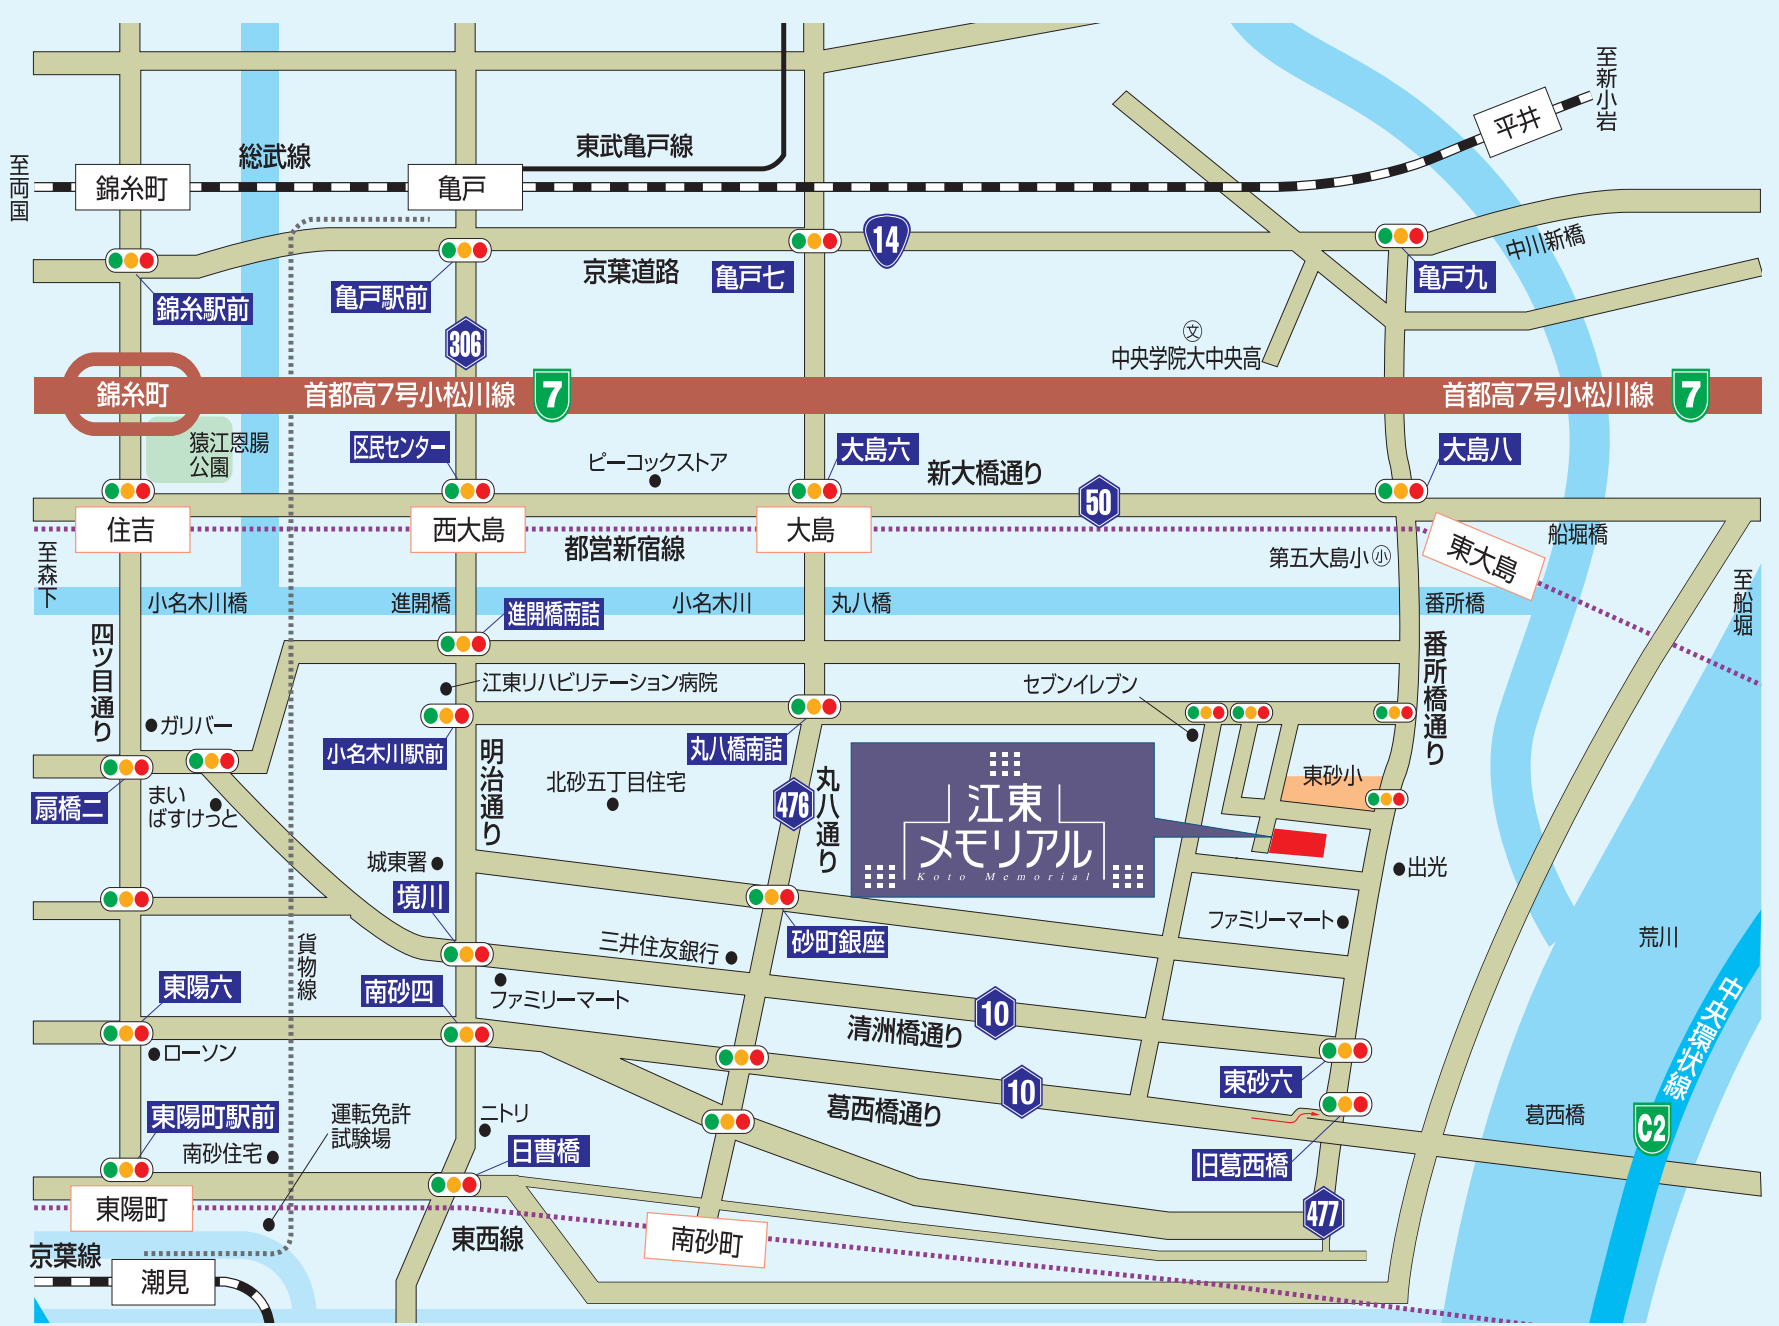 至新小岩
平井
東武亀戸線
総武線
至両国
錦糸町
亀戸
14
中川新橋
京葉道路
亀戸七
亀戸九
錦糸駅前
亀戸駅前
306
文
中央学院大中央高
錦糸町
首都高7号小松川線
7
首都高7号小松川線
7
猿江恩腸
公園
区民センター
ピーコックストア
大島六
新大橋通り
50
大島八
住吉
西大島
大島
都営新宿線
東大島
船堀橋
第五大島小
小
至森下
至船堀
小名木川橋
進開橋
進開橋南詰
小名木川
丸八橋
番所橋
四ツ目通り
番所橋通り
江東リハビリテーション病院
セブンイレブン
ガリバー
小名木川駅前
明治通り
丸八橋南詰
北砂五丁目住宅
476
丸八通り
江東
メモリアル
Koto Memorial
東砂小
扇橋二
まい
ばすけっと
城東署
出光
境川
ファミリーマート
砂町銀座
三井住友銀行
荒川
貨物線
東陽六
南砂四
ファミリーマート
10
清洲橋通り
中央環状線
ローソン
東砂六
10
葛西橋通り
葛西橋
C2
東陽町駅前
運転免許
試験場
ニトリ
南砂住宅
日曹橋
旧葛西橋
477
東陽町
東西線
南砂町
京葉線
潮見